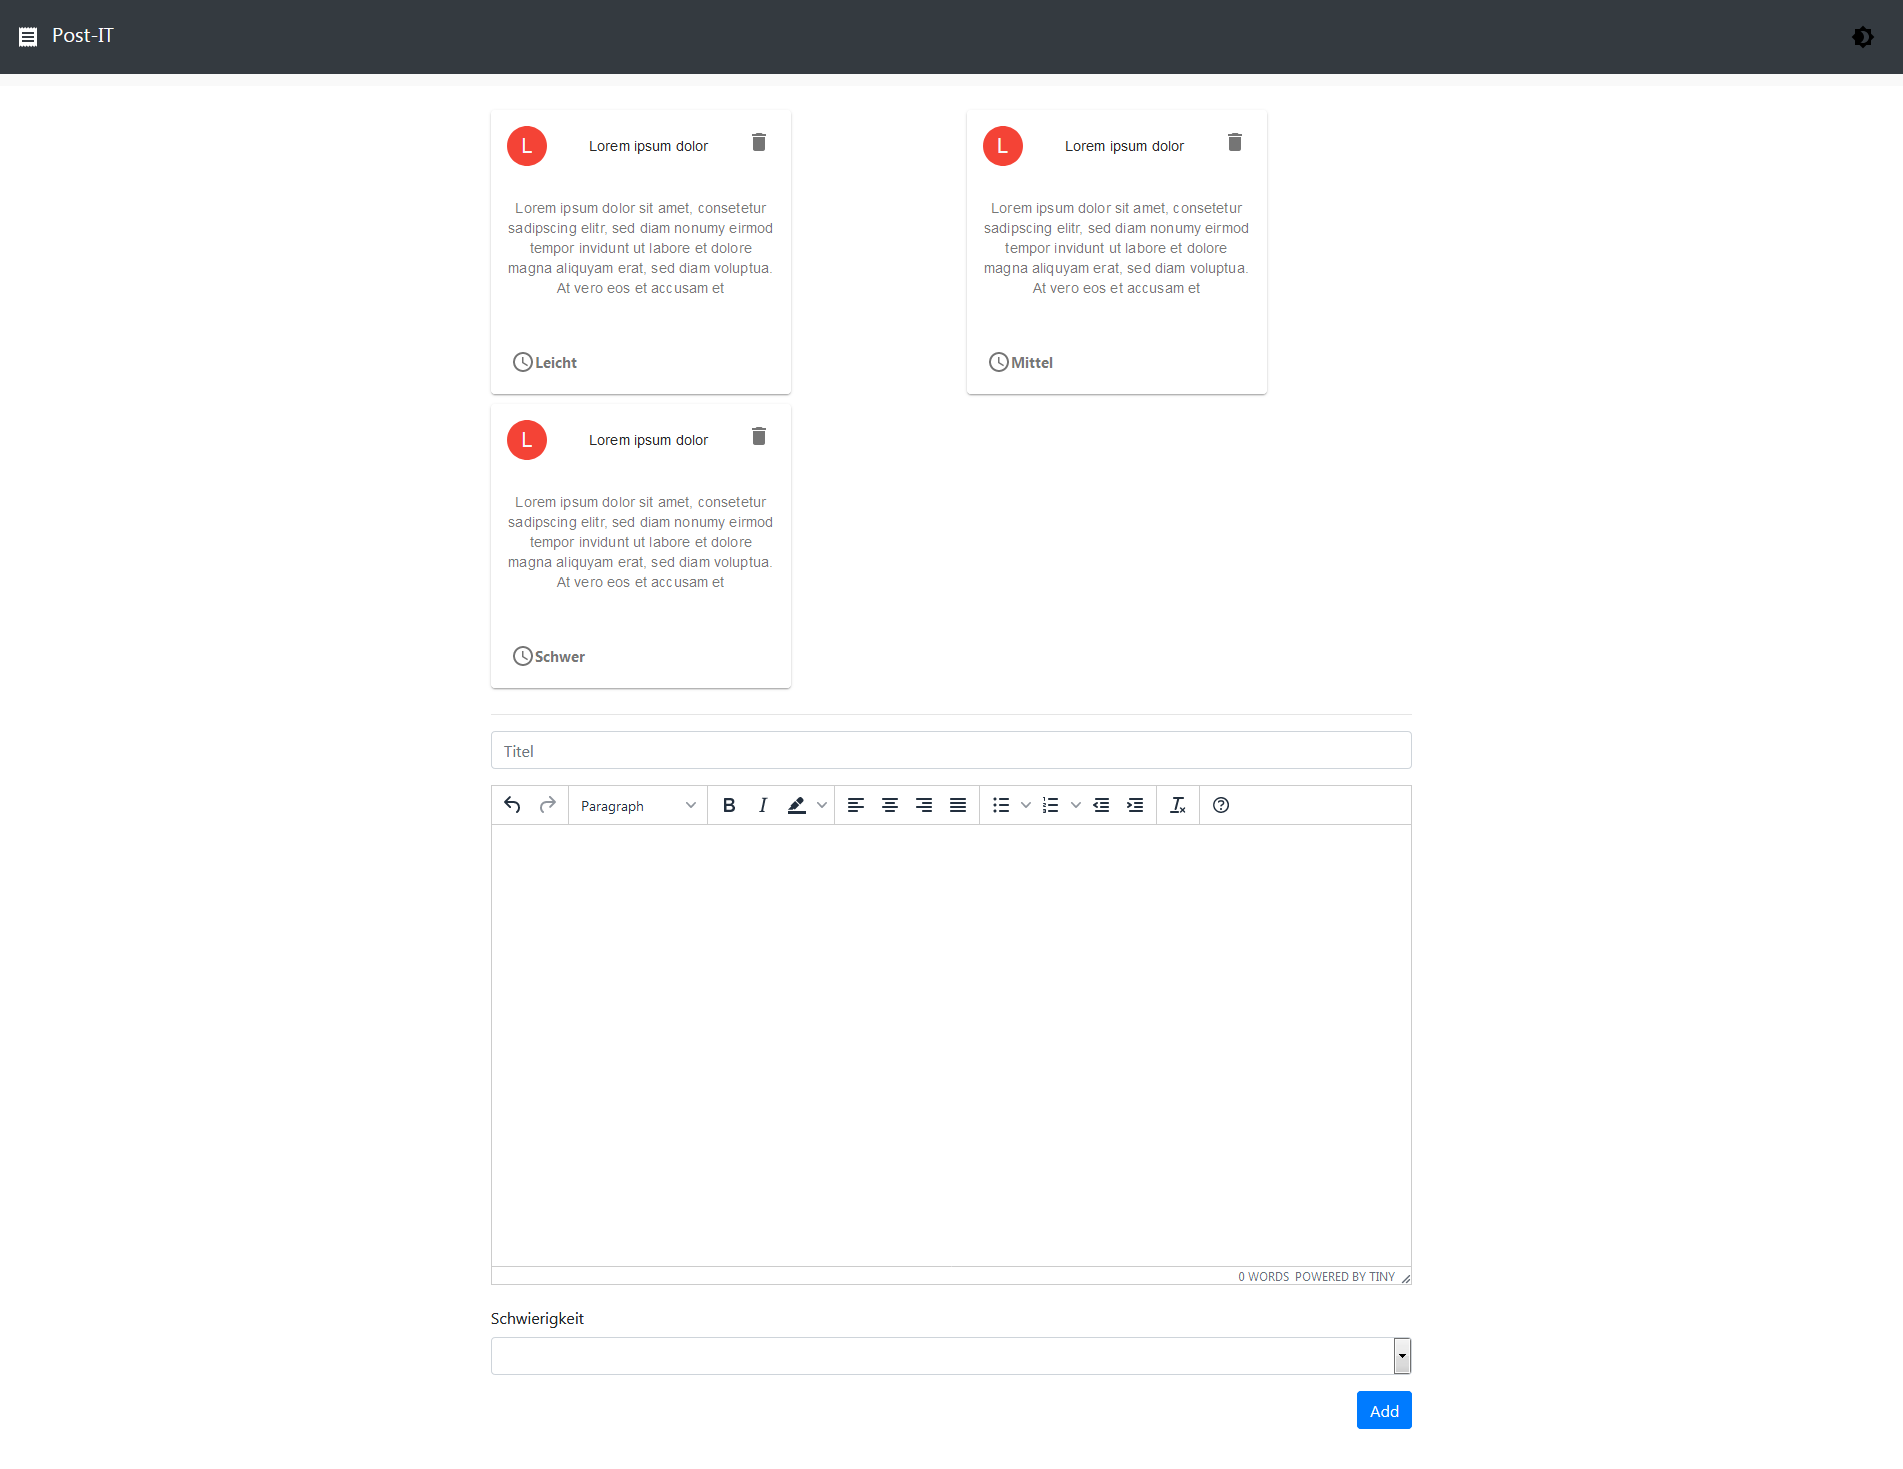 Post-IT
L
Lorem ipsum dolor
Lorem ipsum dolor sit amet, consetetur
sadipscing elitr, sed diam nonumy eirmod
tempor invidunt ut labore et dolore
magna aliquyam erat, sed diam voluptua.
At vero eos et accusam et
Leicht
L
Lorem ipsum dolor
Lorem ipsum dolor sit amet, consetetur
sadipscing elitr, sed diam nonumy eirmod
tempor invidunt ut labore et dolore
magna aliquyam erat, sed diam voluptua.
At vero eos et accusam et
Mittel
L
Lorem ipsum dolor
Lorem ipsum dolor sit amet, consetetur
sadipscing elitr, sed diam nonumy eirmod
tempor invidunt ut labore et dolore
magna aliquyam erat, sed diam voluptua.
At vero eos et accusam et
Schwer
Titel
Paragraph
0 WORDS POWERED BY TINY
Schwierigkeit
Add